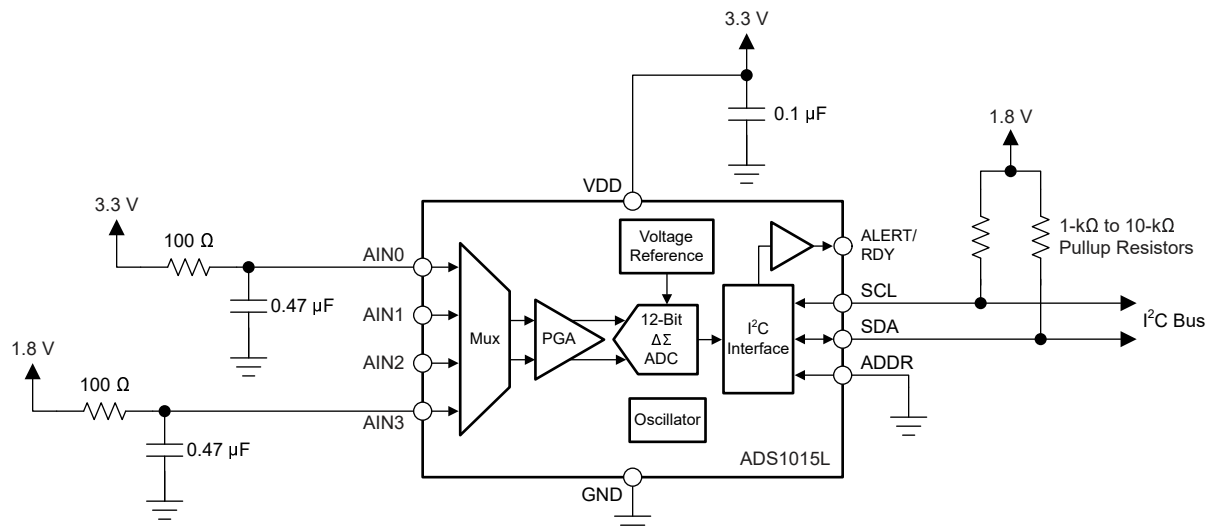 3.3 V
0.1 µF
1.8 V
VDD
3.3 V
100 Ω
Voltage
Reference
ALERT/
RDY
1-kΩ to 10-kΩ
Pullup Resistors
AIN0
SCL
0.47 µF
AIN1
Mux
PGA
12-Bit
ΔΣ
ADC
I²C
Interface
SDA
I²C Bus
1.8 V
AIN2
ADDR
100 Ω
AIN3
Oscillator
0.47 µF
ADS1015L
GND